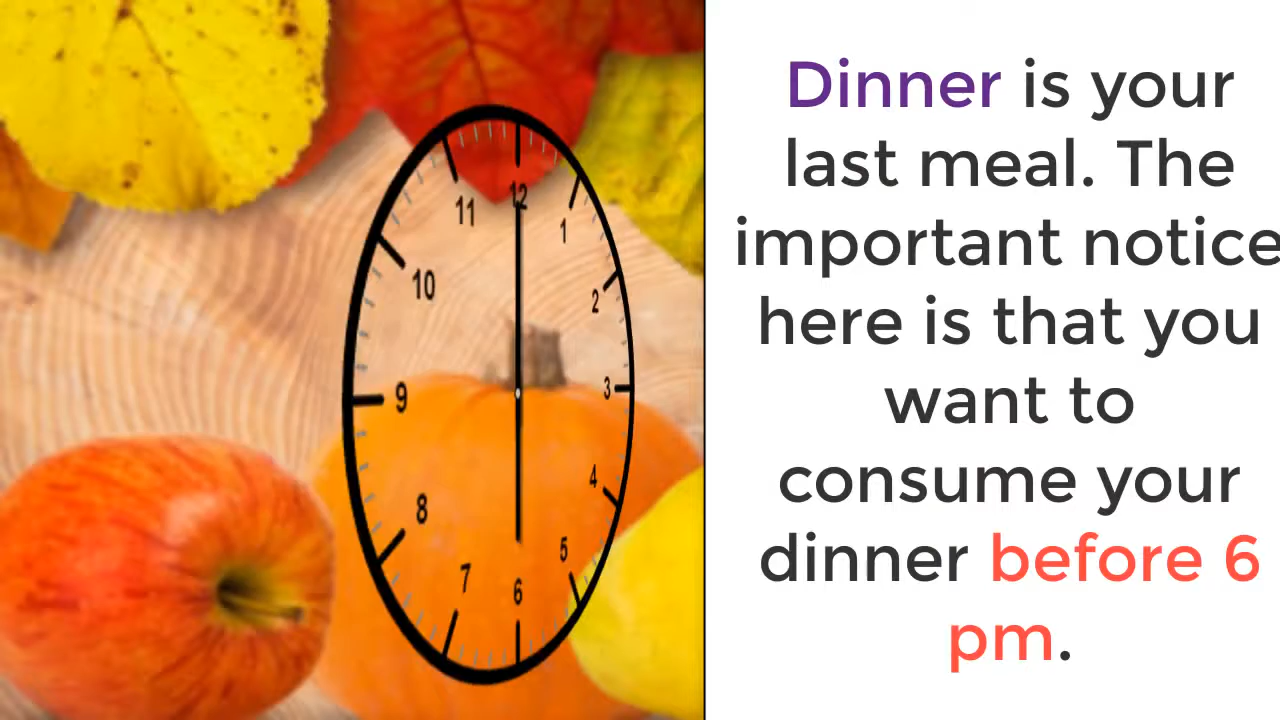 Dinner is your
last meal. The
important notice
here is that you
want to
consume your
dinner before 6
pm.
12
1
2
3
4
5
6
7
8
9
10
11